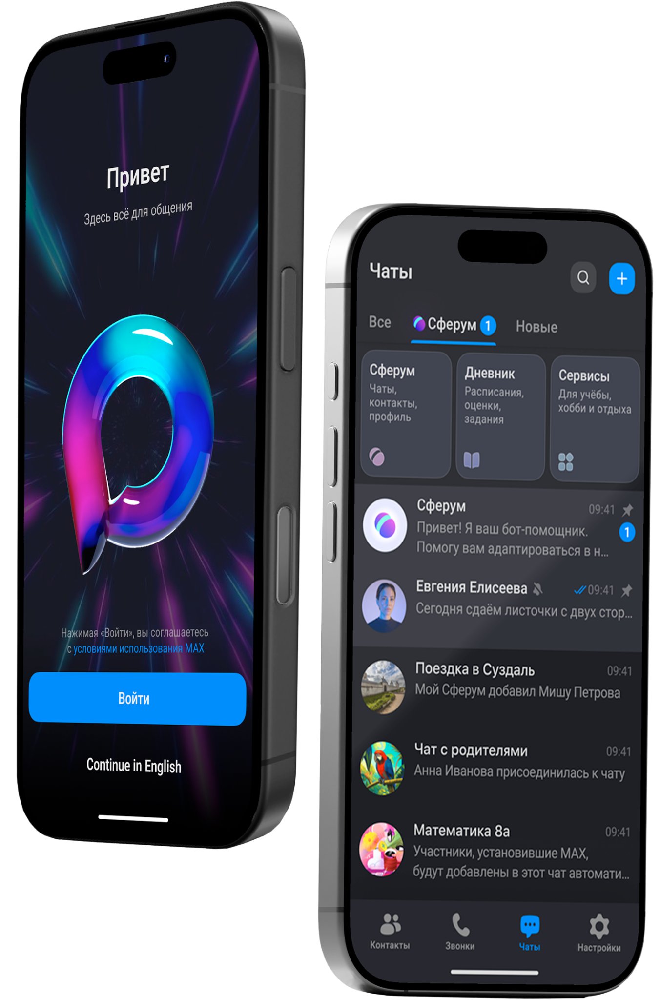 Привет
Здесь всё для общения
Нажимая «Войти», вы соглашаетесь
с условиями использования MAX
Войти
Continue in English
Чаты
Все
Сферум 1
Новые
Сферум
Чаты,
контакты,
профиль
Дневник
Расписания,
оценки,
задания
Сервисы
Для учёбы,
хобби и отдыха
Сферум 09:41
Привет! Я ваш бот-помощник. 1
Помогу вам адаптироваться в н...
Евгения Елисеева 09:41
Сегодня сдаём листочки с двух стор...
Поездка в Суздаль 09:41
Мой Сферум добавил Мишу Петрова
Чат с родителями 09:41
Анна Иванова присоединилась к чату
Математика 8а 09:41
Участники, установившие MAX,
будут добавлены в этот чат автомати...
Контакты
Звонки
Чаты
Настройки